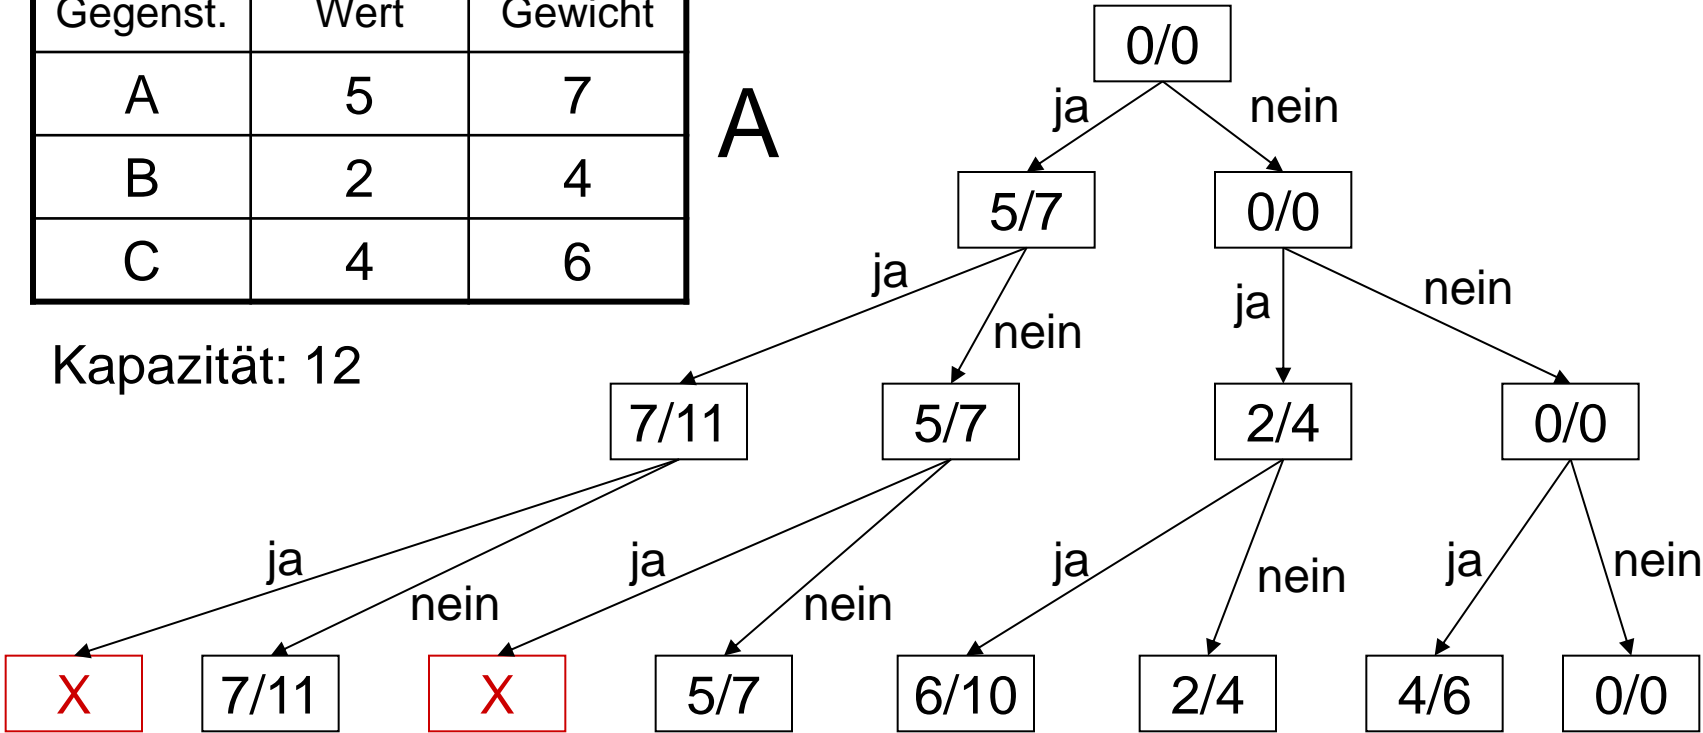 Gegenst. Wert Gewicht
A 5 7
B 2 4
C 4 6
Kapazität: 12
A
0/0
ja nein
5/7 0/0
ja nein ja nein
7/11 5/7 2/4 0/0
ja nein ja nein ja nein ja nein
X 7/11 X 5/7 6/10 2/4 4/6 0/0